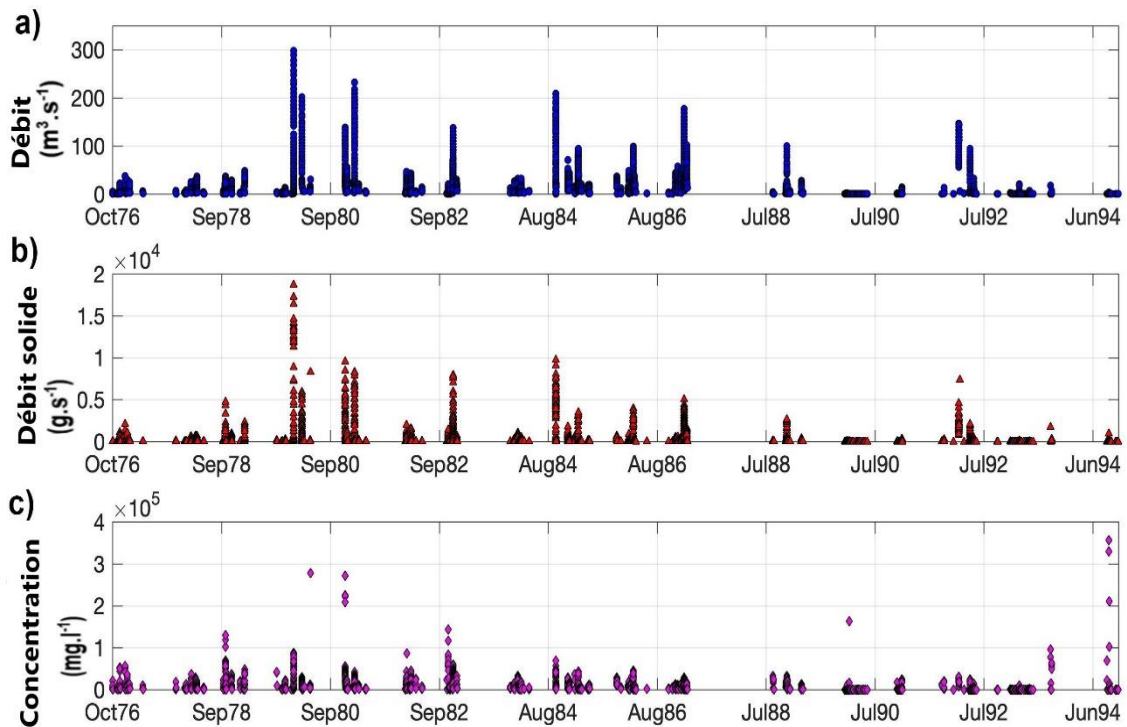 a)
Débit
(m³.s⁻¹)
300
200
100
0
Oct76 Sep78 Sep80 Sep82 Aug84 Aug86 Jul88 Jul90 Jul92 Jun94
b)
×10⁴
Débit solide
(g.s⁻¹)
2
1.5
1
0.5
0
Oct76 Sep78 Sep80 Sep82 Aug84 Aug86 Jul88 Jul90 Jul92 Jun94
c)
×10⁵
Concentration
(mg.l⁻¹)
4
3
2
1
0
Oct76 Sep78 Sep80 Sep82 Aug84 Aug86 Jul88 Jul90 Jul92 Jun94